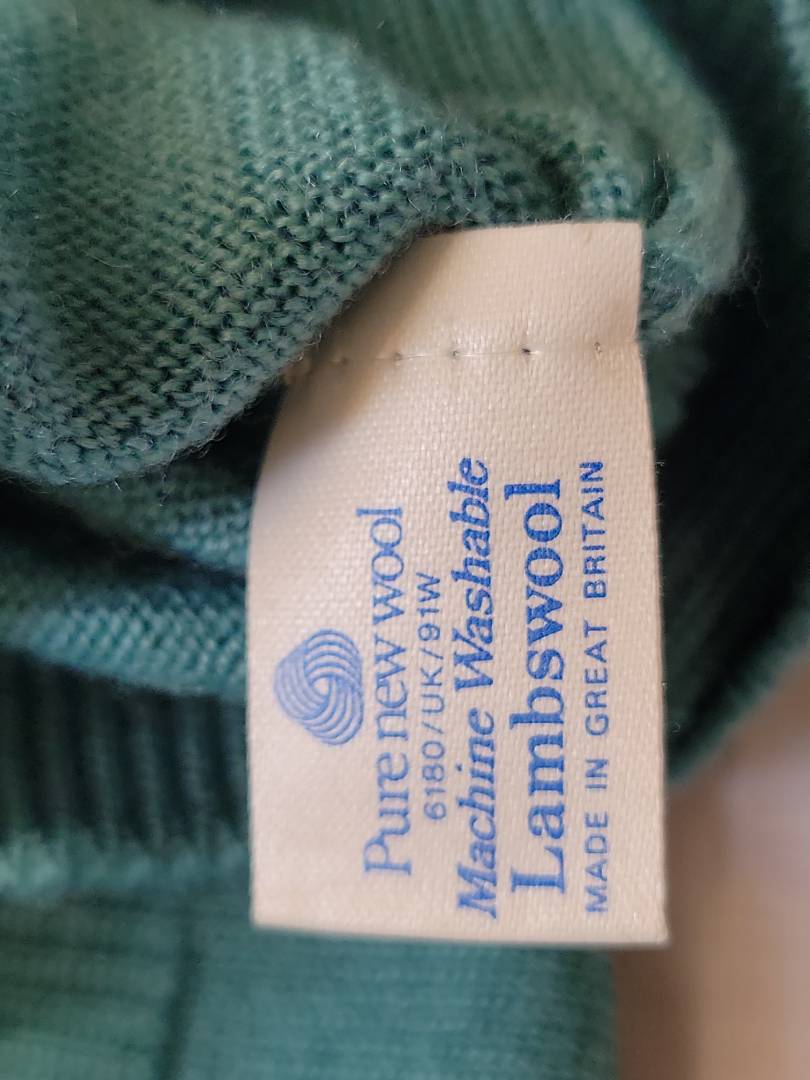 Pure new wool
6180/UK/91W
Machine Washable
Lambswool
MADE IN GREAT BRITAIN